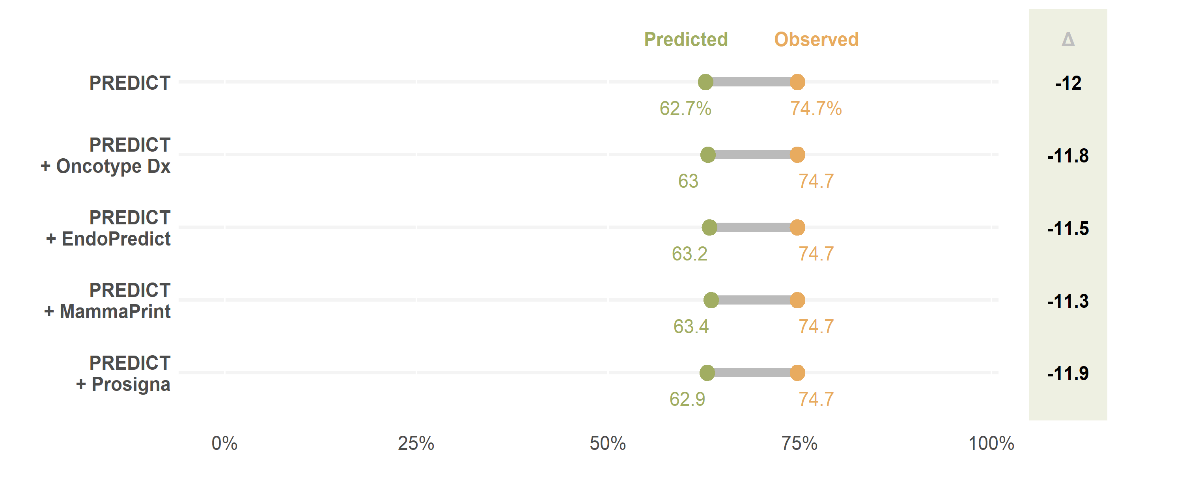 Predicted Observed Δ
PREDICT -12
62.7% 74.7%
PREDICT
+ Oncotype Dx -11.8
63 74.7
PREDICT
+ EndoPredict -11.5
63.2 74.7
PREDICT
+ MammaPrint -11.3
63.4 74.7
PREDICT
+ Prosigna -11.9
62.9 74.7
0% 25% 50% 75% 100%